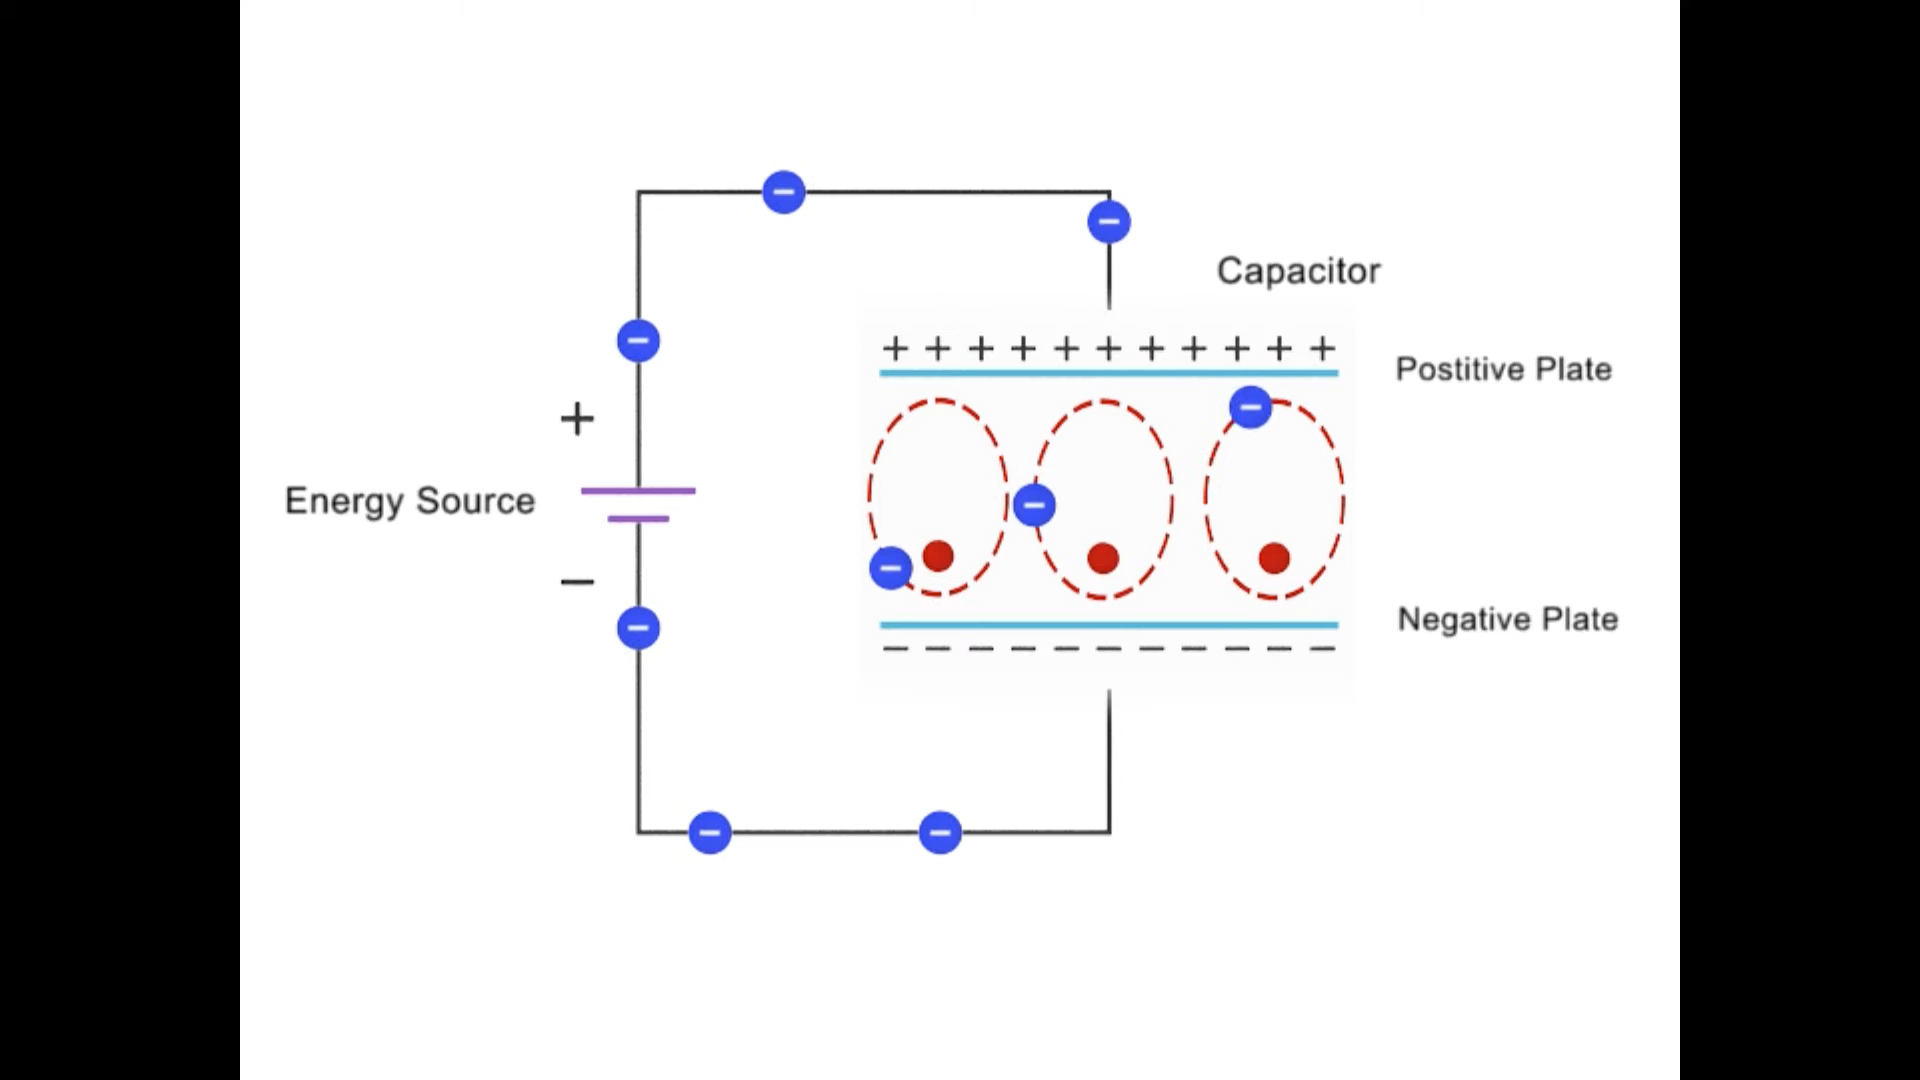 Capacitor
+ + + + + + + + + + +
Postitive Plate
+
Energy Source
−
Negative Plate
− − − − − − − − − − −